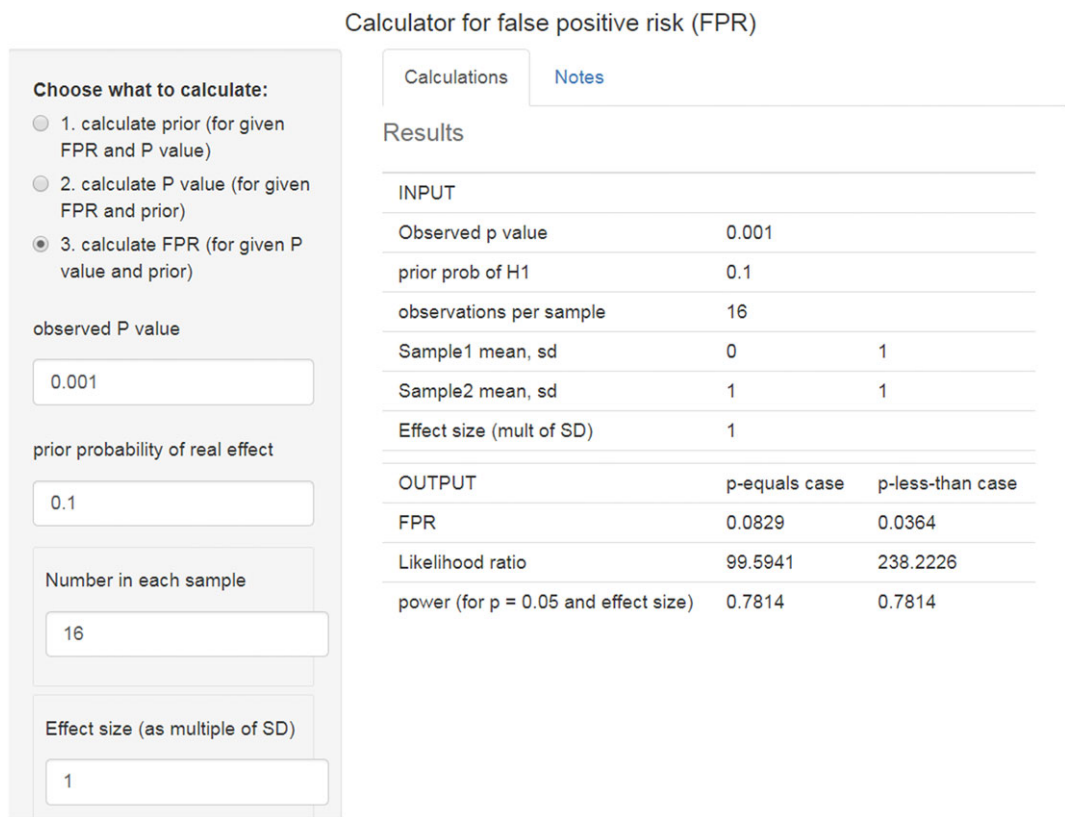 Calculator for false positive risk (FPR)
Choose what to calculate:
1. calculate prior (for given
FPR and P value)
2. calculate P value (for given
FPR and prior)
3. calculate FPR (for given P
value and prior)
observed P value
0.001
prior probability of real effect
0.1
Number in each sample
16
Effect size (as multiple of SD)
1
Calculations Notes
Results
INPUT
Observed p value 0.001
prior prob of H1 0.1
observations per sample 16
Sample1 mean, sd 0 1
Sample2 mean, sd 1 1
Effect size (mult of SD) 1
OUTPUT p-equals case p-less-than case
FPR 0.0829 0.0364
Likelihood ratio 99.5941 238.2226
power (for p = 0.05 and effect size) 0.7814 0.7814